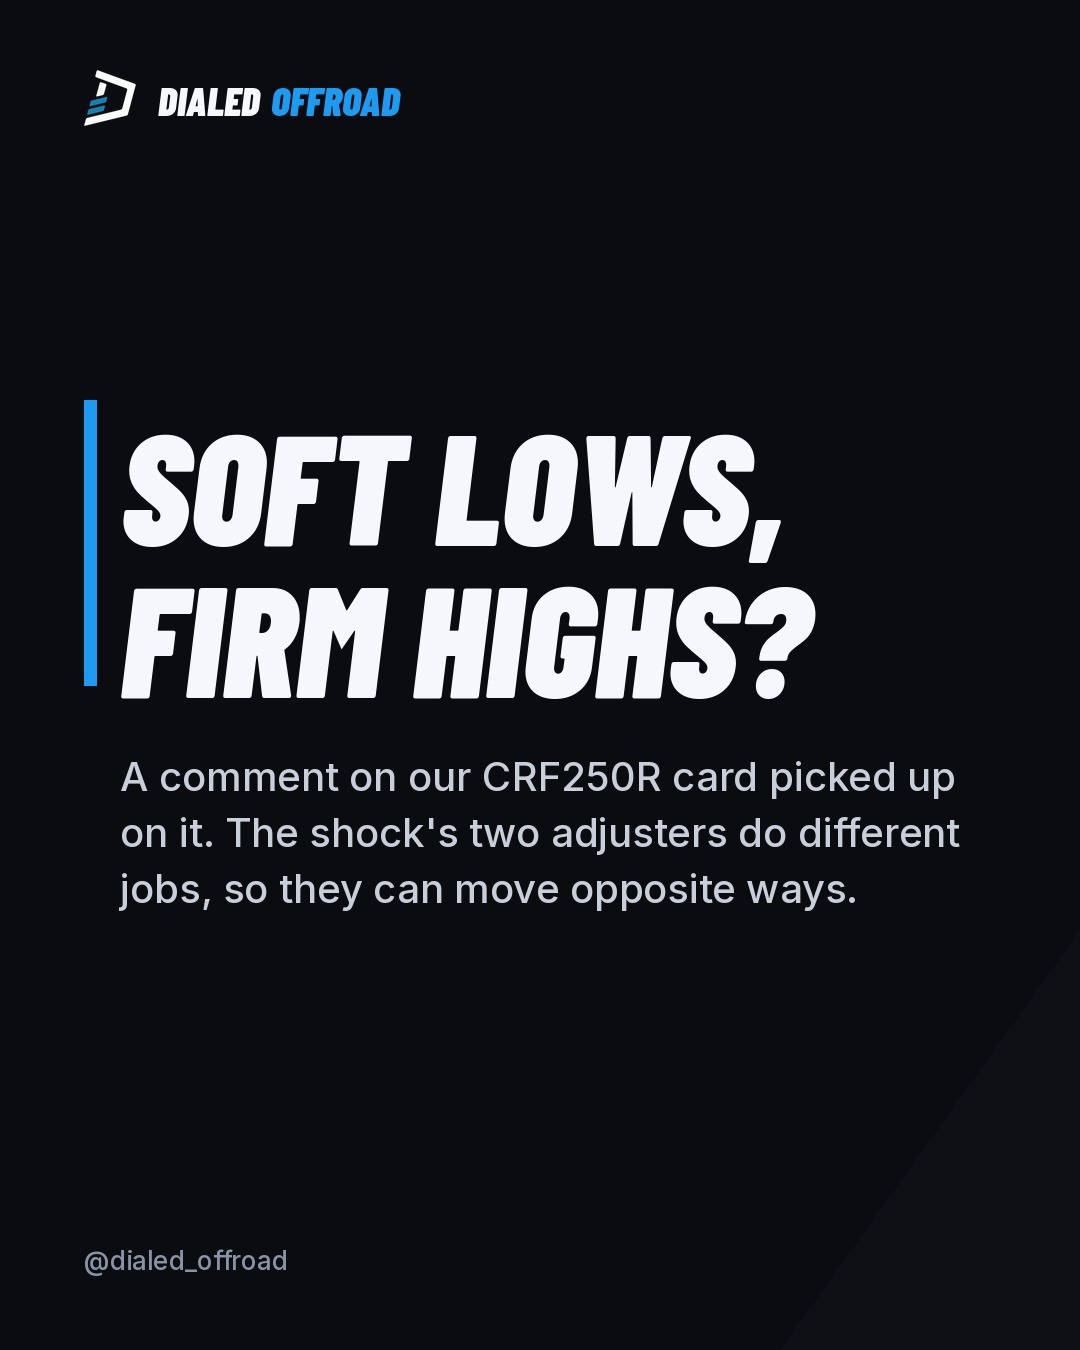 DIALED OFFROAD
SOFT LOWS,
FIRM HIGHS?
A comment on our CRF250R card picked up
on it. The shock's two adjusters do different
jobs, so they can move opposite ways.
@dialed_offroad